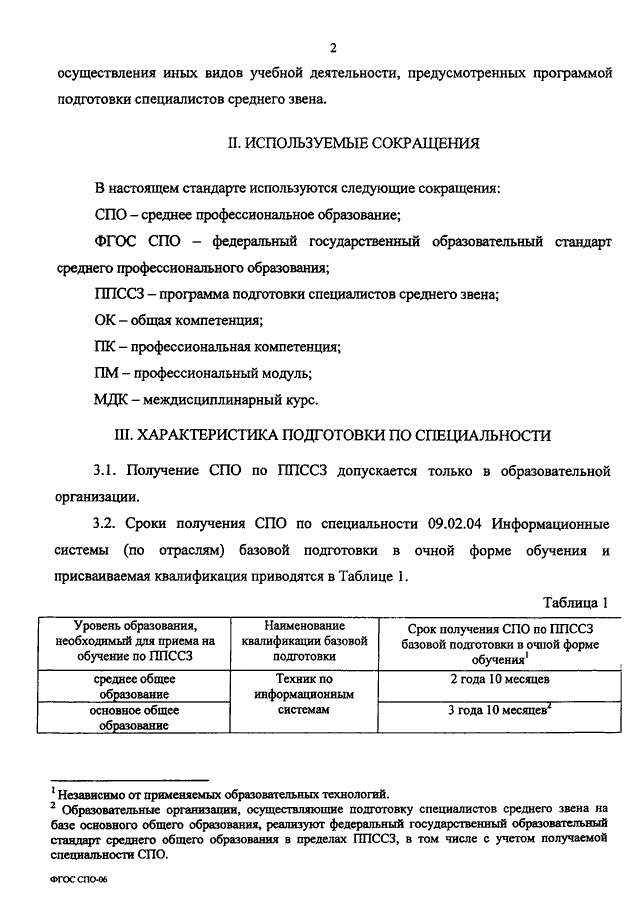 2
осуществления иных видов учебной деятельности, предусмотренных программой
подготовки специалистов среднего звена.
II. ИСПОЛЬЗУЕМЫЕ СОКРАЩЕНИЯ
В настоящем стандарте используются следующие сокращения:
СПО – среднее профессиональное образование;
ФГОС СПО – федеральный государственный образовательный стандарт
среднего профессионального образования;
ППССЗ – программа подготовки специалистов среднего звена;
ОК – общая компетенция;
ПК – профессиональная компетенция;
ПМ – профессиональный модуль;
МДК – междисциплинарный курс.
III. ХАРАКТЕРИСТИКА ПОДГОТОВКИ ПО СПЕЦИАЛЬНОСТИ
3.1. Получение СПО по ППССЗ допускается только в образовательной
организации.
3.2. Сроки получения СПО по специальности 09.02.04 Информационные
системы (по отраслям) базовой подготовки в очной форме обучения и
присваиваемая квалификация приводятся в Таблице 1.
Таблица 1
Уровень образования,
необходимый для приема на
обучение по ППССЗ
Наименование
квалификации базовой
подготовки
Срок получения СПО по ППССЗ
базовой подготовки в очной форме
обучения¹
среднее общее
образование
Техник по
информационным
системам
2 года 10 месяцев
основное общее
образование
3 года 10 месяцев²
¹ Независимо от применяемых образовательных технологий.
² Образовательные организации, осуществляющие подготовку специалистов среднего звена на
базе основного общего образования, реализуют федеральный государственный образовательный
стандарт среднего общего образования в пределах ППССЗ, в том числе с учетом получаемой
специальности СПО.
ФГОС СПО-06